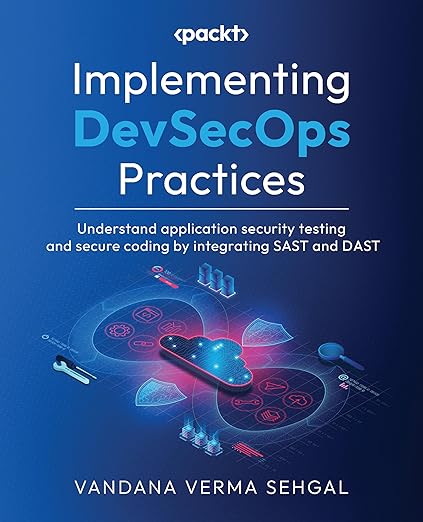 <packt>
Implementing
DevSecOps
Practices
Understand application security testing
and secure coding by integrating SAST and DAST
VANDANA VERMA SEHGAL